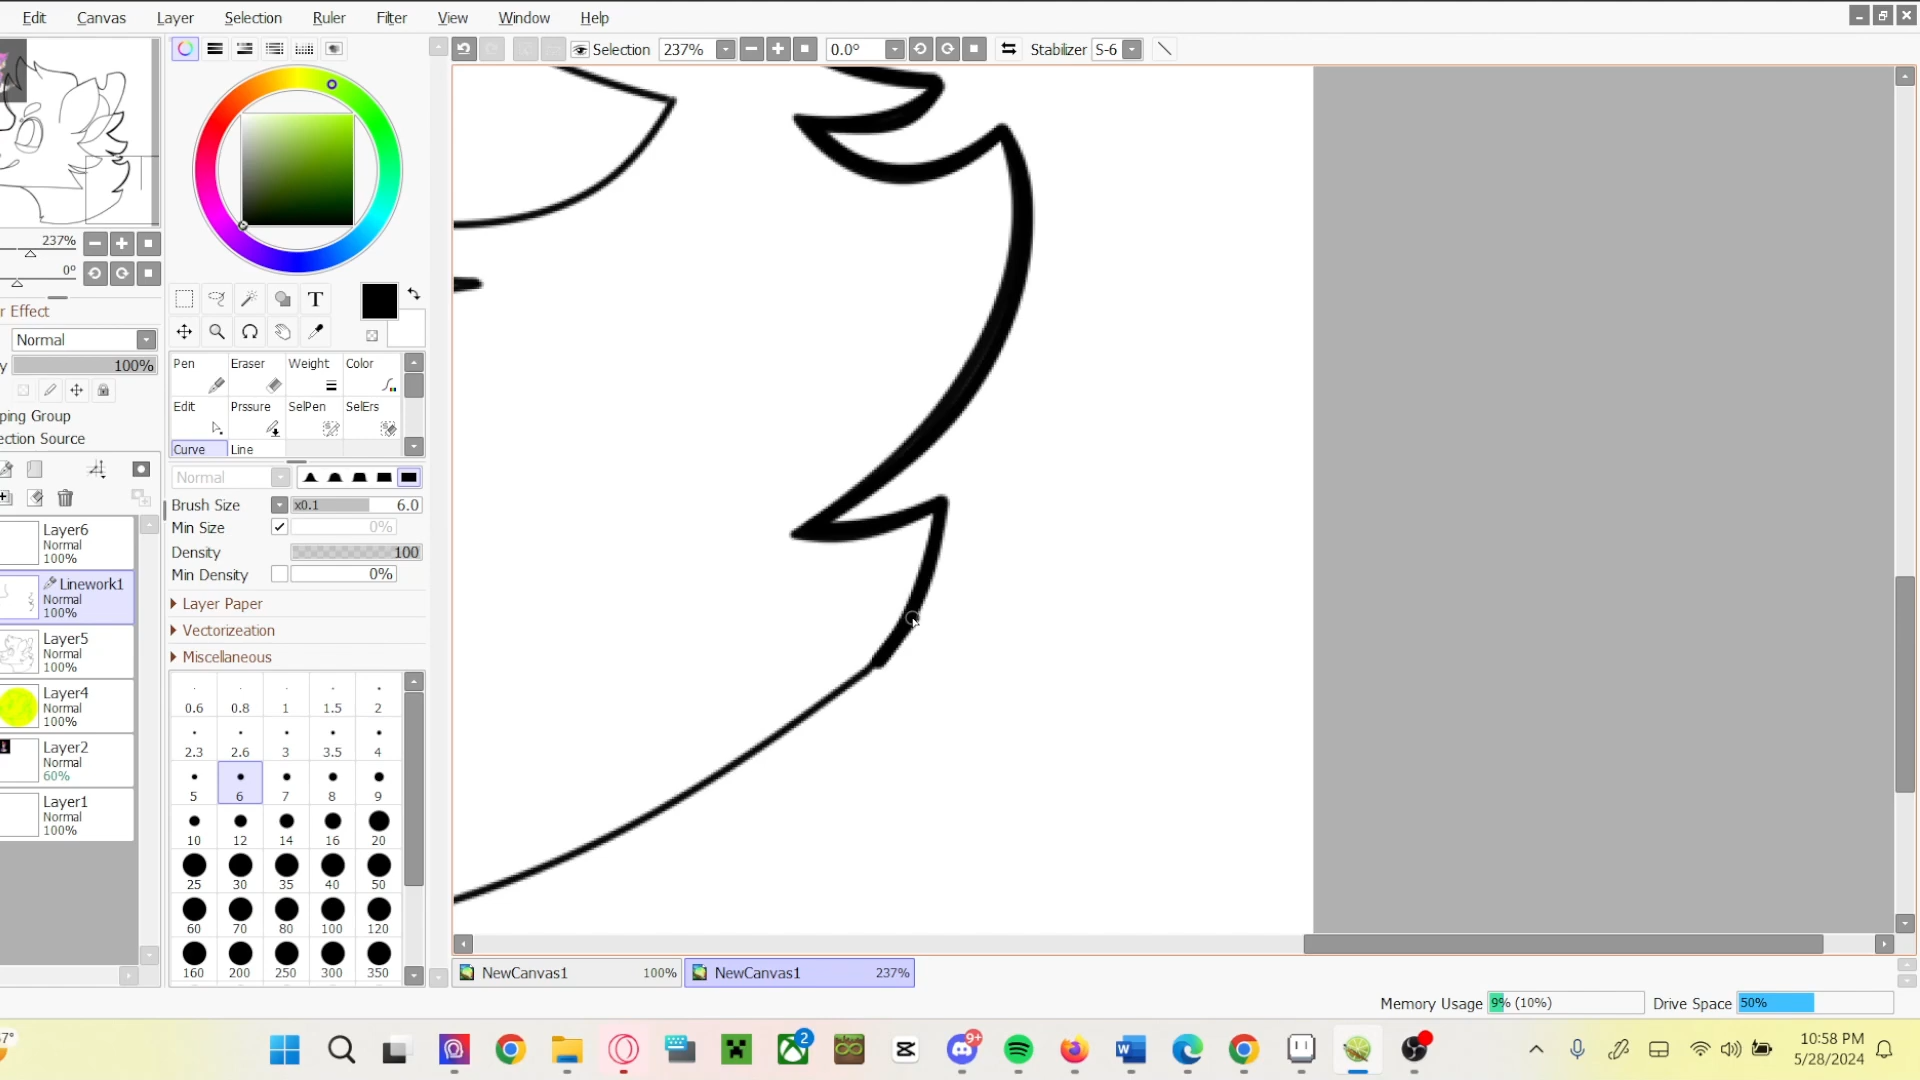 Edit Canvas Layer Selection Ruler Filter View Window Help
Selection 237% 0.0° Stabilizer S-6
237%
0°
r Effect
Normal
y 100%
ping Group
ection Source
T
Pen Eraser Weight Color
Edit Prssure SelPen SelErs
Curve Line
Normal
Brush Size x0.1 6.0
Min Size 0%
Density 100
Min Density 0%
Layer Paper
Vectorizeation
Miscellaneous
0.6 0.8 1 1.5 2
2.3 2.6 3 3.5 4
5 6 7 8 9
10 12 14 16 20
25 30 35 40 50
60 70 80 100 120
160 200 250 300 350
Layer6
Normal
100%
Linework1
Normal
100%
Layer5
Normal
100%
Layer4
Normal
100%
Layer2
Normal
60%
Layer1
Normal
100%
NewCanvas1 100% NewCanvas1 237%
Memory Usage 9% (10%) Drive Space 50%
7°
2
9+
10:58 PM
5/28/2024